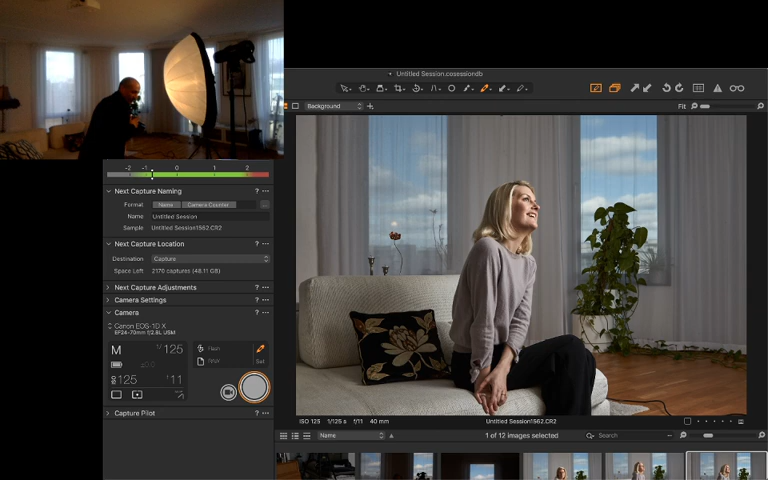 Untitled Session.cosessiondb
Background
Fit
-2 -1 0 1 2
Next Capture Naming ? ...
Format Name Camera Counter
Name Untitled Session
Sample Untitled Session1562.CR2
Next Capture Location ? ...
Destination Capture
Space Left 2170 captures (48.11 GB)
Next Capture Adjustments ? ...
Camera Settings ? ...
Camera ? ...
Canon EOS-1D X
EF24-70mm f/2.8L USM
M 1/125
±0.0
125 11
Flash
RAW
Set
Capture Pilot ? ...
ISO 125 1/125 s f/11 40 mm
Untitled Session1562.CR2
Name
1 of 12 images selected
Search